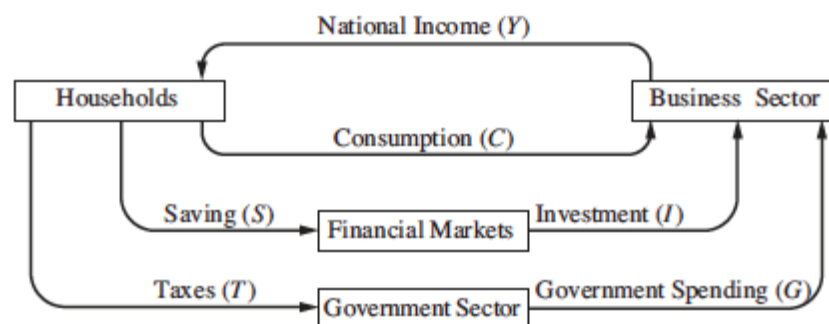 National Income (Y)
Households
Business Sector
Consumption (C)
Saving (S)
Investment (I)
Financial Markets
Taxes (T)
Government Spending (G)
Government Sector